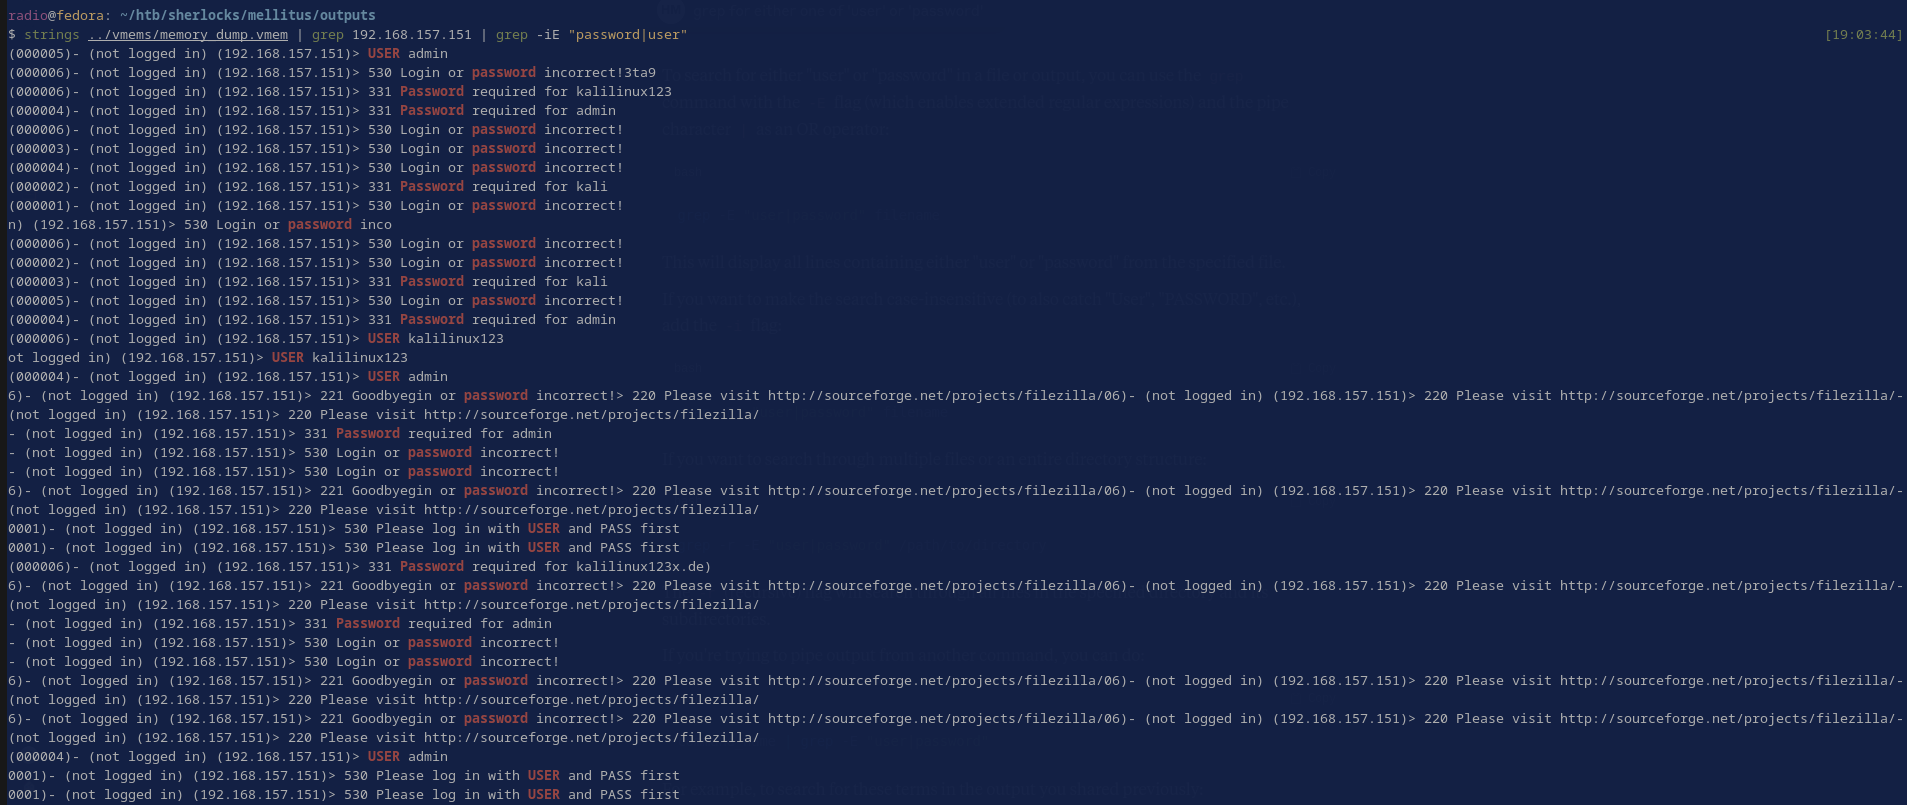 radio@fedora: ~/htb/sherlocks/mellitus/outputs
$ strings ../vmems/memory_dump.vmem | grep 192.168.157.151 | grep -iE "password|user" [19:03:44]
(000005)- (not logged in) (192.168.157.151)> USER admin
(000006)- (not logged in) (192.168.157.151)> 530 Login or password incorrect!3ta9
(000006)- (not logged in) (192.168.157.151)> 331 Password required for kalilinux123
(000004)- (not logged in) (192.168.157.151)> 331 Password required for admin
(000006)- (not logged in) (192.168.157.151)> 530 Login or password incorrect!
(000003)- (not logged in) (192.168.157.151)> 530 Login or password incorrect!
(000004)- (not logged in) (192.168.157.151)> 530 Login or password incorrect!
(000002)- (not logged in) (192.168.157.151)> 331 Password required for kali
(000001)- (not logged in) (192.168.157.151)> 530 Login or password incorrect!
n) (192.168.157.151)> 530 Login or password inco
(000006)- (not logged in) (192.168.157.151)> 530 Login or password incorrect!
(000002)- (not logged in) (192.168.157.151)> 530 Login or password incorrect!
(000003)- (not logged in) (192.168.157.151)> 331 Password required for kali
(000005)- (not logged in) (192.168.157.151)> 530 Login or password incorrect!
(000004)- (not logged in) (192.168.157.151)> 331 Password required for admin
(000006)- (not logged in) (192.168.157.151)> USER kalilinux123
ot logged in) (192.168.157.151)> USER kalilinux123
(000004)- (not logged in) (192.168.157.151)> USER admin
6)- (not logged in) (192.168.157.151)> 221 Goodbyegin or password incorrect!> 220 Please visit http://sourceforge.net/projects/filezilla/06)- (not logged in) (192.168.157.151)> 220 Please visit http://sourceforge.net/projects/filezilla/-
(not logged in) (192.168.157.151)> 220 Please visit http://sourceforge.net/projects/filezilla/
- (not logged in) (192.168.157.151)> 331 Password required for admin
- (not logged in) (192.168.157.151)> 530 Login or password incorrect!
- (not logged in) (192.168.157.151)> 530 Login or password incorrect!
6)- (not logged in) (192.168.157.151)> 221 Goodbyegin or password incorrect!> 220 Please visit http://sourceforge.net/projects/filezilla/06)- (not logged in) (192.168.157.151)> 220 Please visit http://sourceforge.net/projects/filezilla/-
(not logged in) (192.168.157.151)> 220 Please visit http://sourceforge.net/projects/filezilla/
0001)- (not logged in) (192.168.157.151)> 530 Please log in with USER and PASS first
0001)- (not logged in) (192.168.157.151)> 530 Please log in with USER and PASS first
(000006)- (not logged in) (192.168.157.151)> 331 Password required for kalilinux123x.de)
6)- (not logged in) (192.168.157.151)> 221 Goodbyegin or password incorrect!> 220 Please visit http://sourceforge.net/projects/filezilla/06)- (not logged in) (192.168.157.151)> 220 Please visit http://sourceforge.net/projects/filezilla/-
(not logged in) (192.168.157.151)> 220 Please visit http://sourceforge.net/projects/filezilla/
- (not logged in) (192.168.157.151)> 331 Password required for admin
- (not logged in) (192.168.157.151)> 530 Login or password incorrect!
- (not logged in) (192.168.157.151)> 530 Login or password incorrect!
6)- (not logged in) (192.168.157.151)> 221 Goodbyegin or password incorrect!> 220 Please visit http://sourceforge.net/projects/filezilla/06)- (not logged in) (192.168.157.151)> 220 Please visit http://sourceforge.net/projects/filezilla/-
(not logged in) (192.168.157.151)> 220 Please visit http://sourceforge.net/projects/filezilla/
6)- (not logged in) (192.168.157.151)> 221 Goodbyegin or password incorrect!> 220 Please visit http://sourceforge.net/projects/filezilla/06)- (not logged in) (192.168.157.151)> 220 Please visit http://sourceforge.net/projects/filezilla/-
(not logged in) (192.168.157.151)> 220 Please visit http://sourceforge.net/projects/filezilla/
(000004)- (not logged in) (192.168.157.151)> USER admin
0001)- (not logged in) (192.168.157.151)> 530 Please log in with USER and PASS first
0001)- (not logged in) (192.168.157.151)> 530 Please log in with USER and PASS first